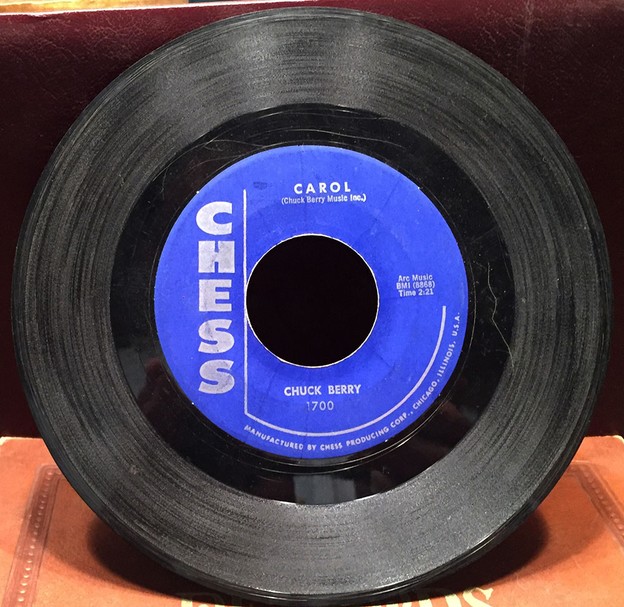 CAROL
(Chuck Berry Music Inc.)
CHESS
Arc Music
BMI (8868)
Time 2:21
CHUCK BERRY
1700
MANUFACTURED BY CHESS PRODUCING CORP., CHICAGO, ILLINOIS, U.S.A.